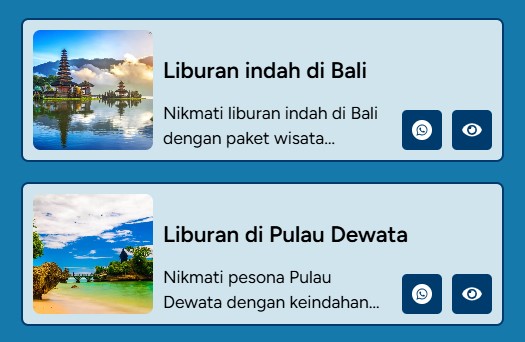 Liburan indah di Bali
Nikmati liburan indah di Bali
dengan paket wisata...
Liburan di Pulau Dewata
Nikmati pesona Pulau
Dewata dengan keindahan...